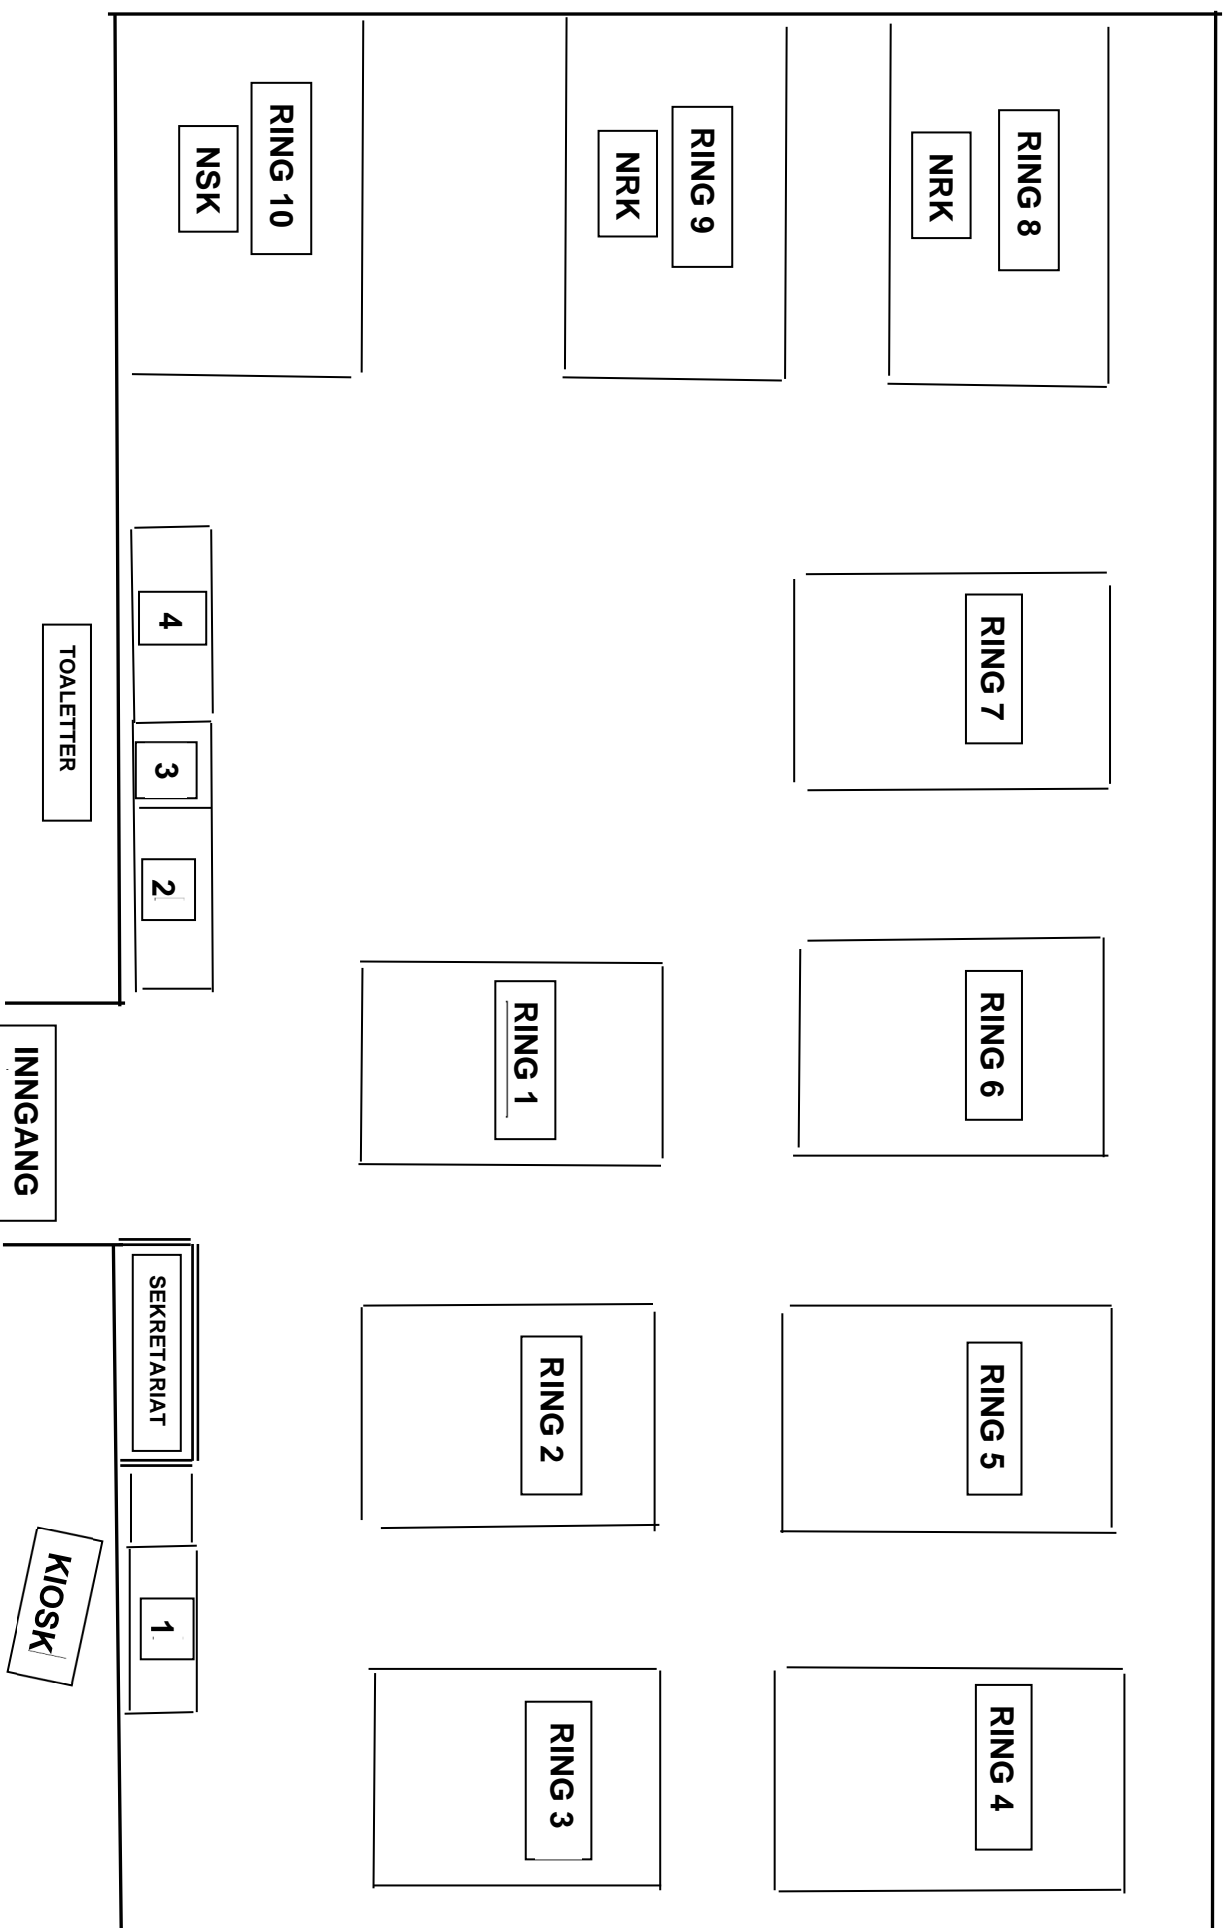 RING 10
NSK
RING 9
NRK
RING 8
NRK
4
TOALETTER
3
2
RING 7
RING 1
RING 6
INNGANG
SEKRETARIAT
RING 2
RING 5
KIOSK
1
RING 3
RING 4